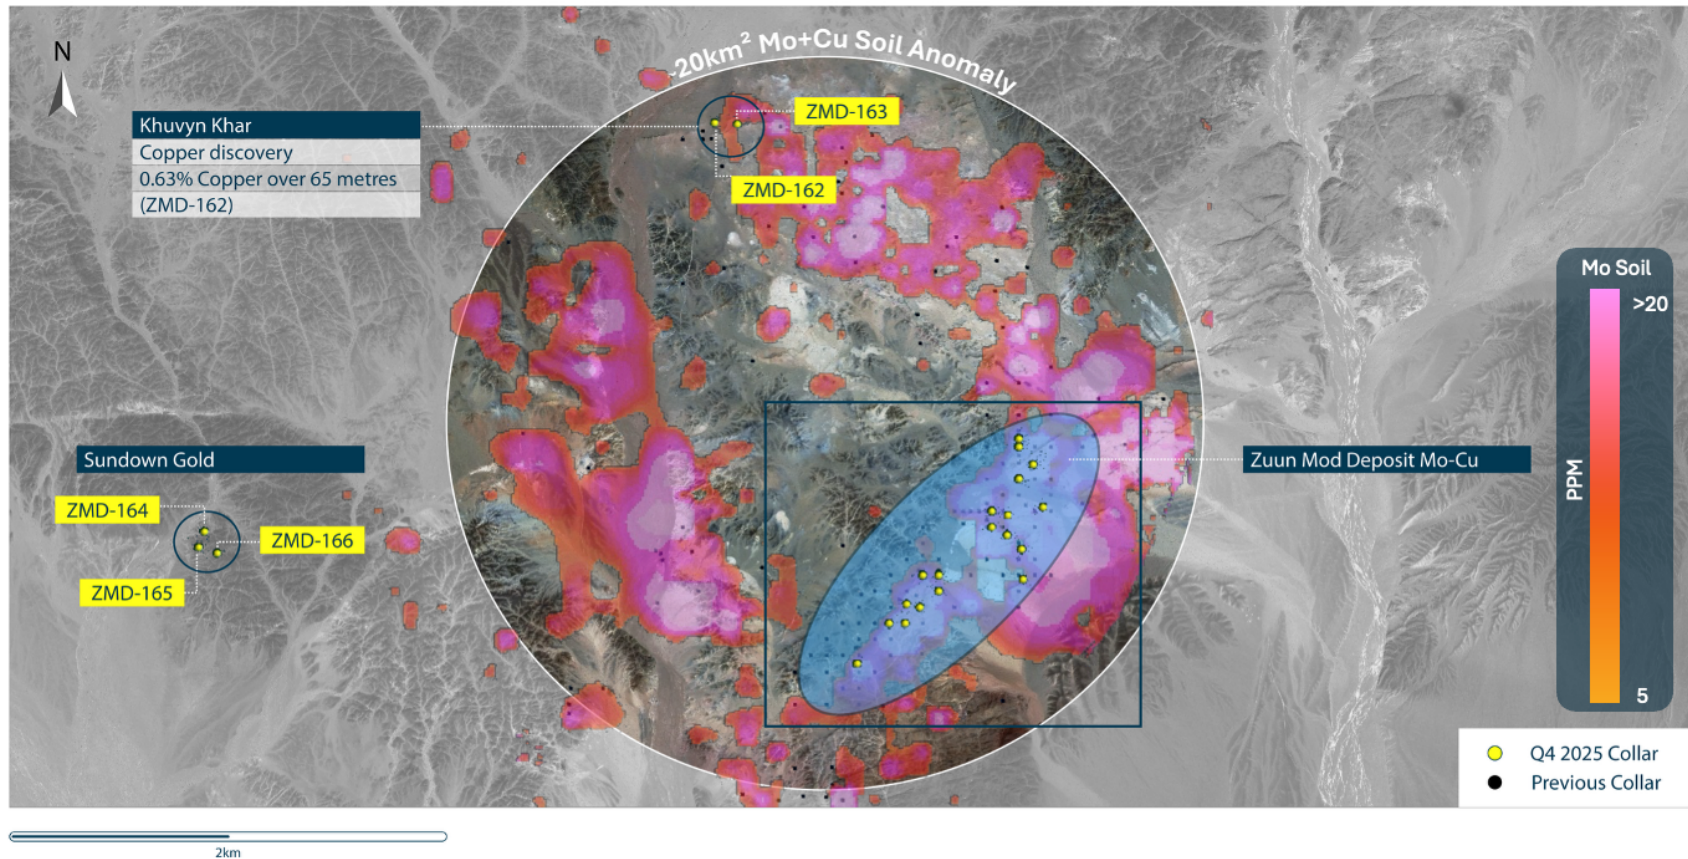 ~20km² Mo+Cu Soil Anomaly
N
Khuvyn Khar
Copper discovery
0.63% Copper over 65 metres
(ZMD-162)
ZMD-163
ZMD-162
Mo Soil
>20
PPM
5
Sundown Gold
ZMD-164
ZMD-166
ZMD-165
Zuun Mod Deposit Mo-Cu
Q4 2025 Collar
Previous Collar
2km